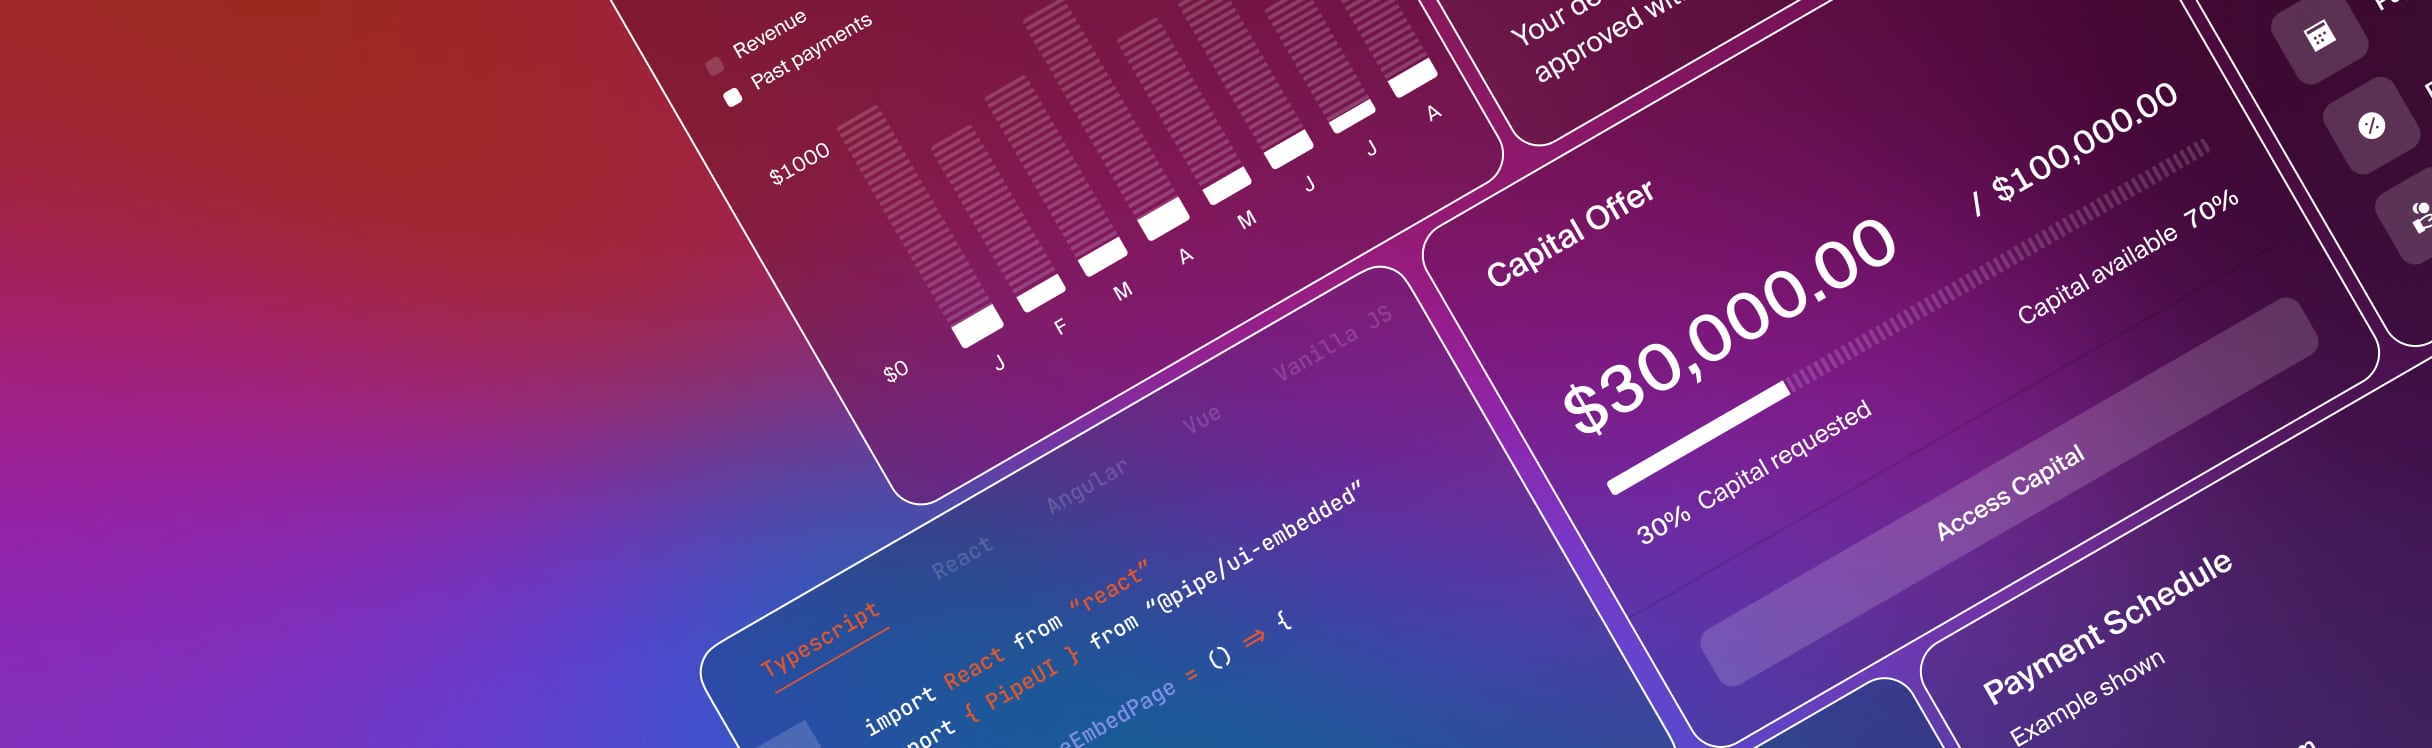 Revenue
Past payments
$1000
$0
J
F
M
A
M
J
J
A
approved
Capital Offer
$30,000.00
/ $100,000.00
30% Capital requested
Capital available 70%
Access Capital
Payment Schedule
Example shown
Typescript
React
Angular
Vue
Vanilla JS
import React from “react”
{ PipeUI } from “@pipe/ui-embedded”
= () => {
Your